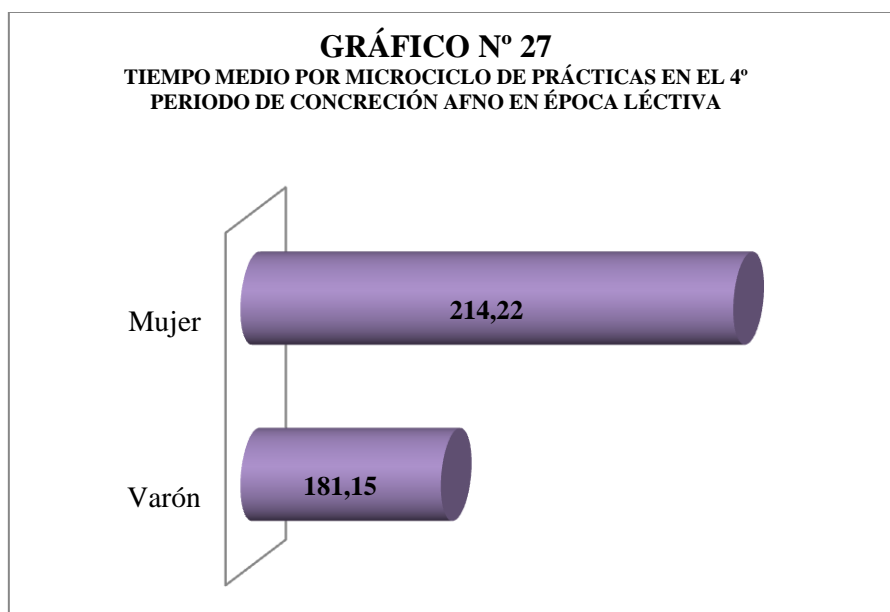 GRÁFICO Nº 27
TIEMPO MEDIO POR MICROCICLO DE PRÁCTICAS EN EL 4º
PERIODO DE CONCRECIÓN AFNO EN ÉPOCA LÉCTIVA
Mujer
214,22
Varón
181,15